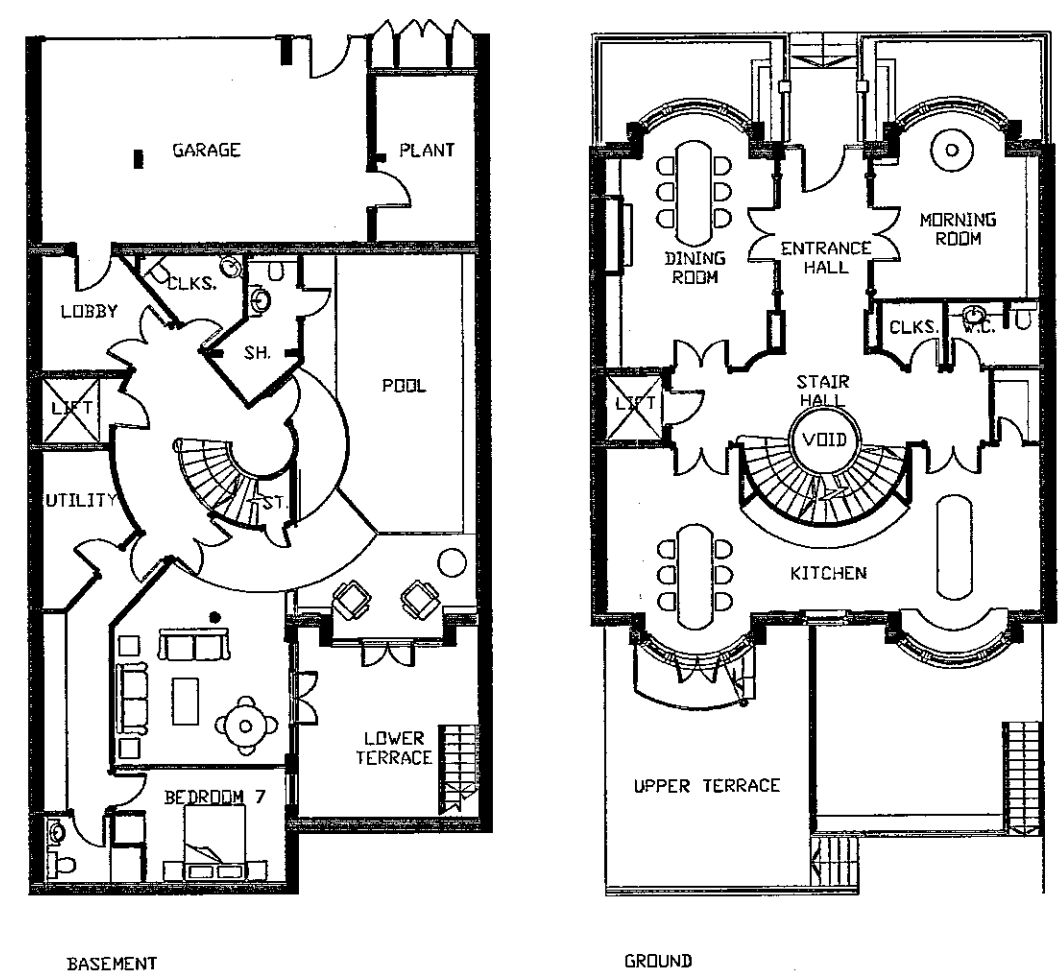 GARAGE
PLANT
LOBBY
CLKS.
SH.
POOL
LIFT
UTILITY
ST.
LOWER
TERRACE
BEDROOM 7
BASEMENT
DINING
ROOM
ENTRANCE
HALL
MORNING
ROOM
CLKS.
W.C.
STAIR
HALL
LIFT
VOID
KITCHEN
UPPER TERRACE
GROUND